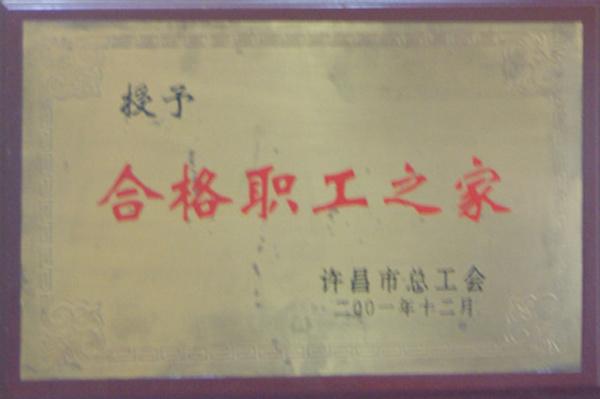 授予
合格职工之家
许昌市总工会
二00一年十二月